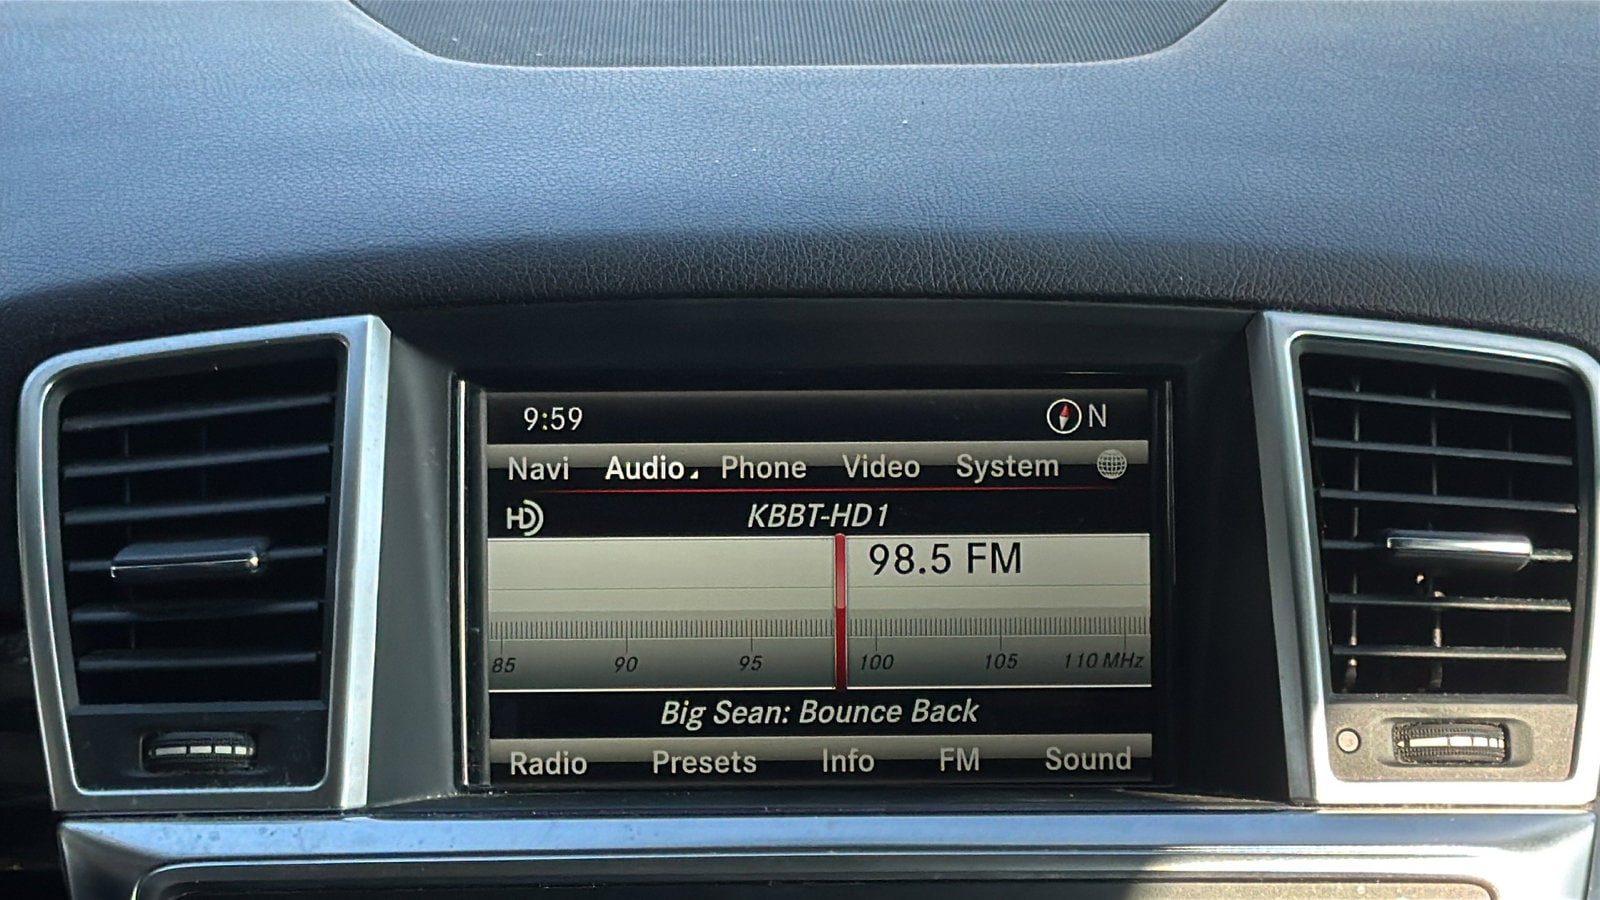 9:59 N
Navi Audio Phone Video System
HD KBBT-HD1
98.5 FM
85 90 95 100 105 110 MHz
Big Sean: Bounce Back
Radio Presets Info FM Sound